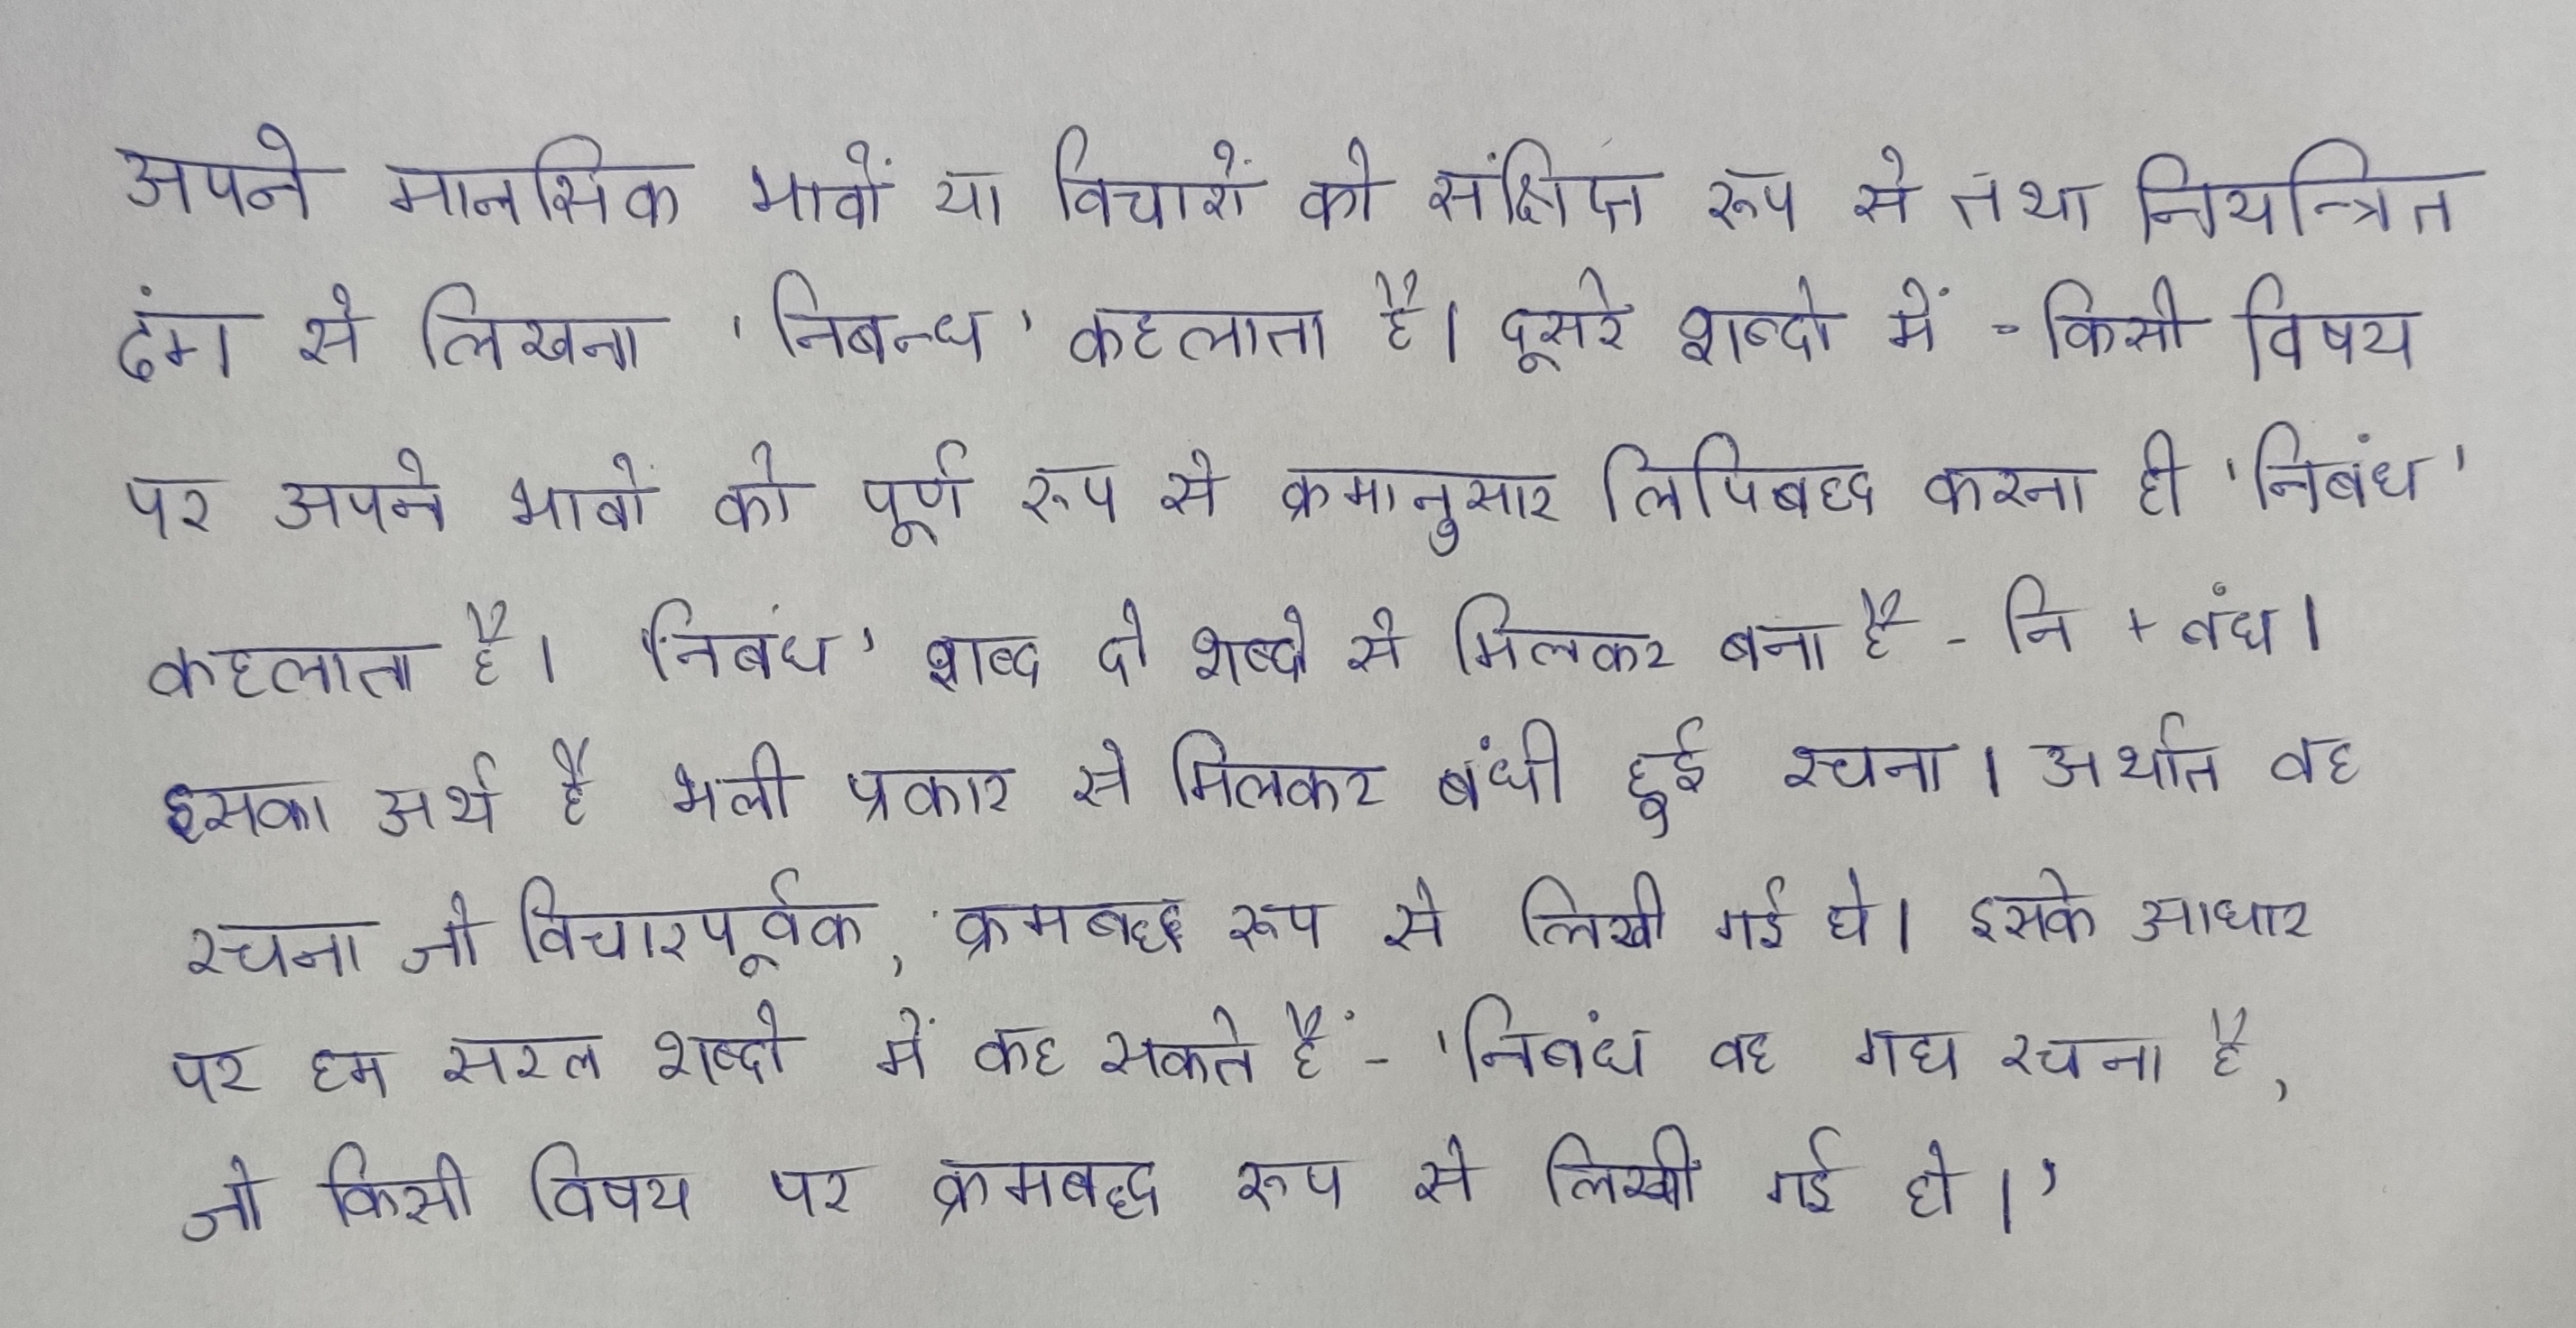 अपने मानसिक भावों या विचारों को संक्षिप्त रूप से तथा नियन्त्रित
ढंग से लिखना 'निबन्ध' कहलाता है। दूसरे शब्दो में - किसी विषय
पर अपने भावों को पूर्ण रूप से क्रमानुसार लिपिबद्ध करना ही 'निबंध'
कहलाता है। निबंध' शब्द दो शब्दो से मिलकर बना है - नि + बंध।
इसका अर्थ है भली प्रकार से मिलकर बंधी हुई रचना। अर्थात वह
रचना जो विचारपूर्वक, क्रमबद्ध रूप से लिखी गई हो। इसके आधार
पर हम सरल शब्दो में कह सकते हैं - 'निबंध वह गद्य रचना है,
जो किसी विषय पर क्रमबद्ध रूप से लिखी गई हो।'